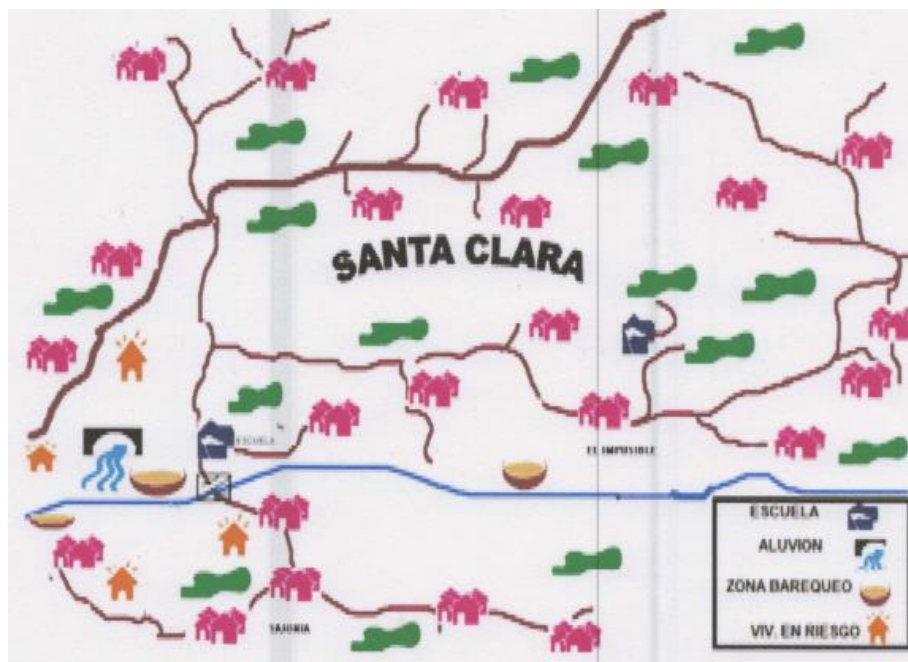 SANTA CLARA
ESCUELA
EL IMPOSIBLE
ESCUELA
ALUVION
ZONA BAREQUEO
VIV. EN RIESGO